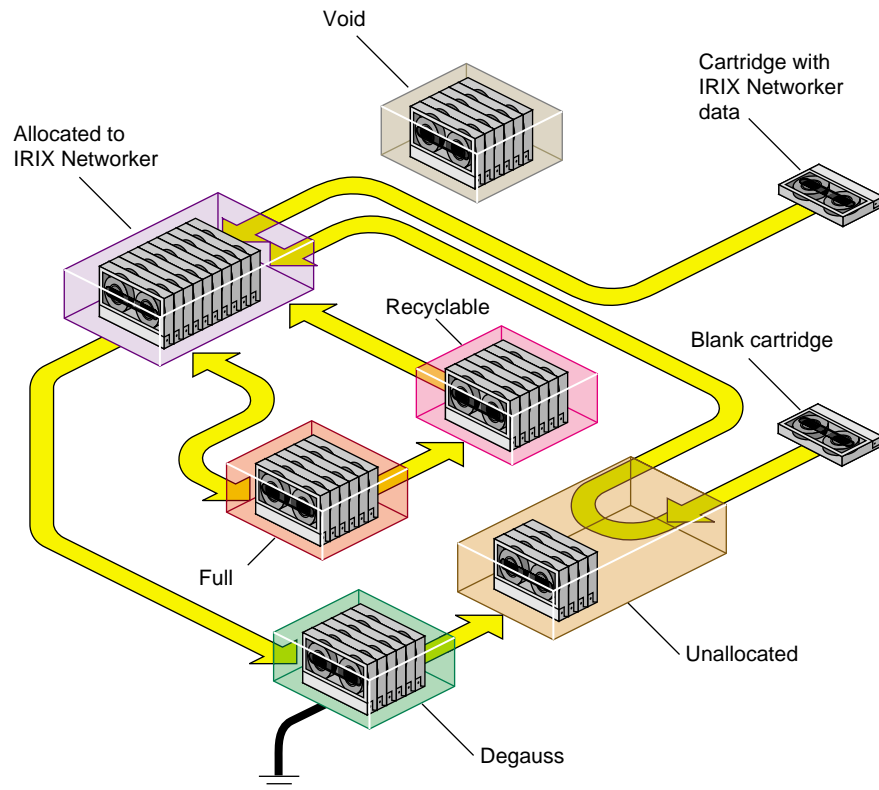 Void
Cartridge with
IRIX Networker
data
Allocated to
IRIX Networker
Recyclable
Blank cartridge
Full
Unallocated
Degauss